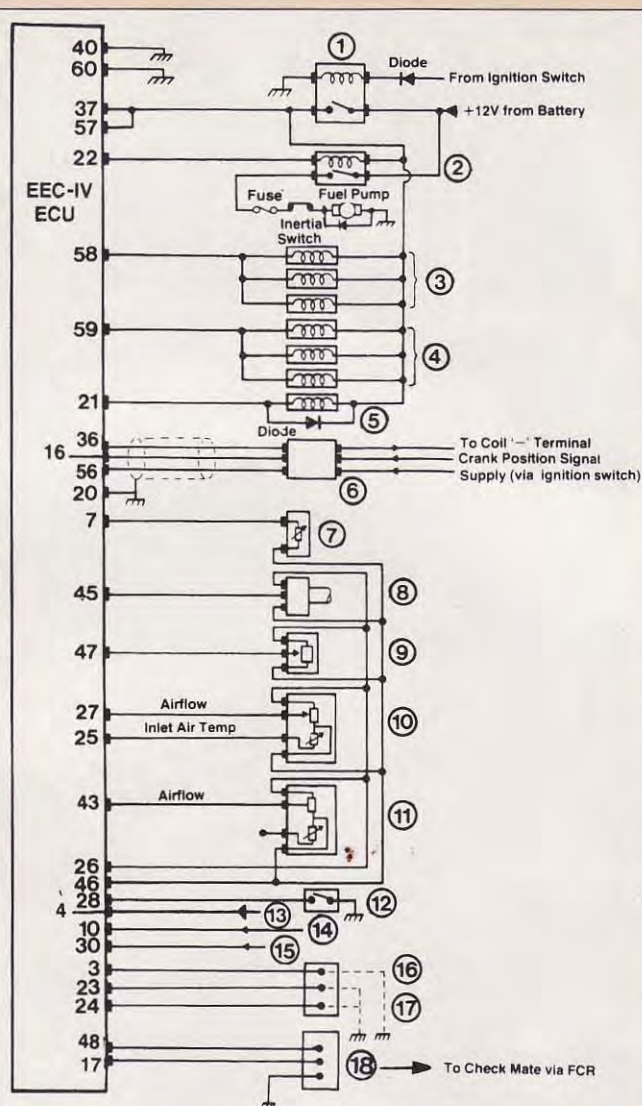 40
60
①
Diode
From Ignition Switch
37
+12V from Battery
57
22
②
EEC-IV
ECU
Fuse
Fuel Pump
Inertia
Switch
58
③
59
④
21
⑤
Diode
36
To Coil '–' Terminal
16
Crank Position Signal
56
Supply (via ignition switch)
20
⑥
7
⑦
45
⑧
47
⑨
27
Airflow
⑩
25
Inlet Air Temp
43
Airflow
⑪
26
46
28
⑫
4
⑬
10
⑭
30
⑮
3
⑯
23
24
⑰
48
17
⑱
To Check Mate via FCR